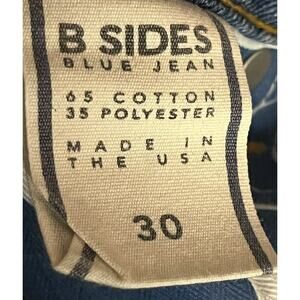 B SIDES
BLUE JEAN
65 COTTON
35 POLYESTER
MADE IN
THE USA
30